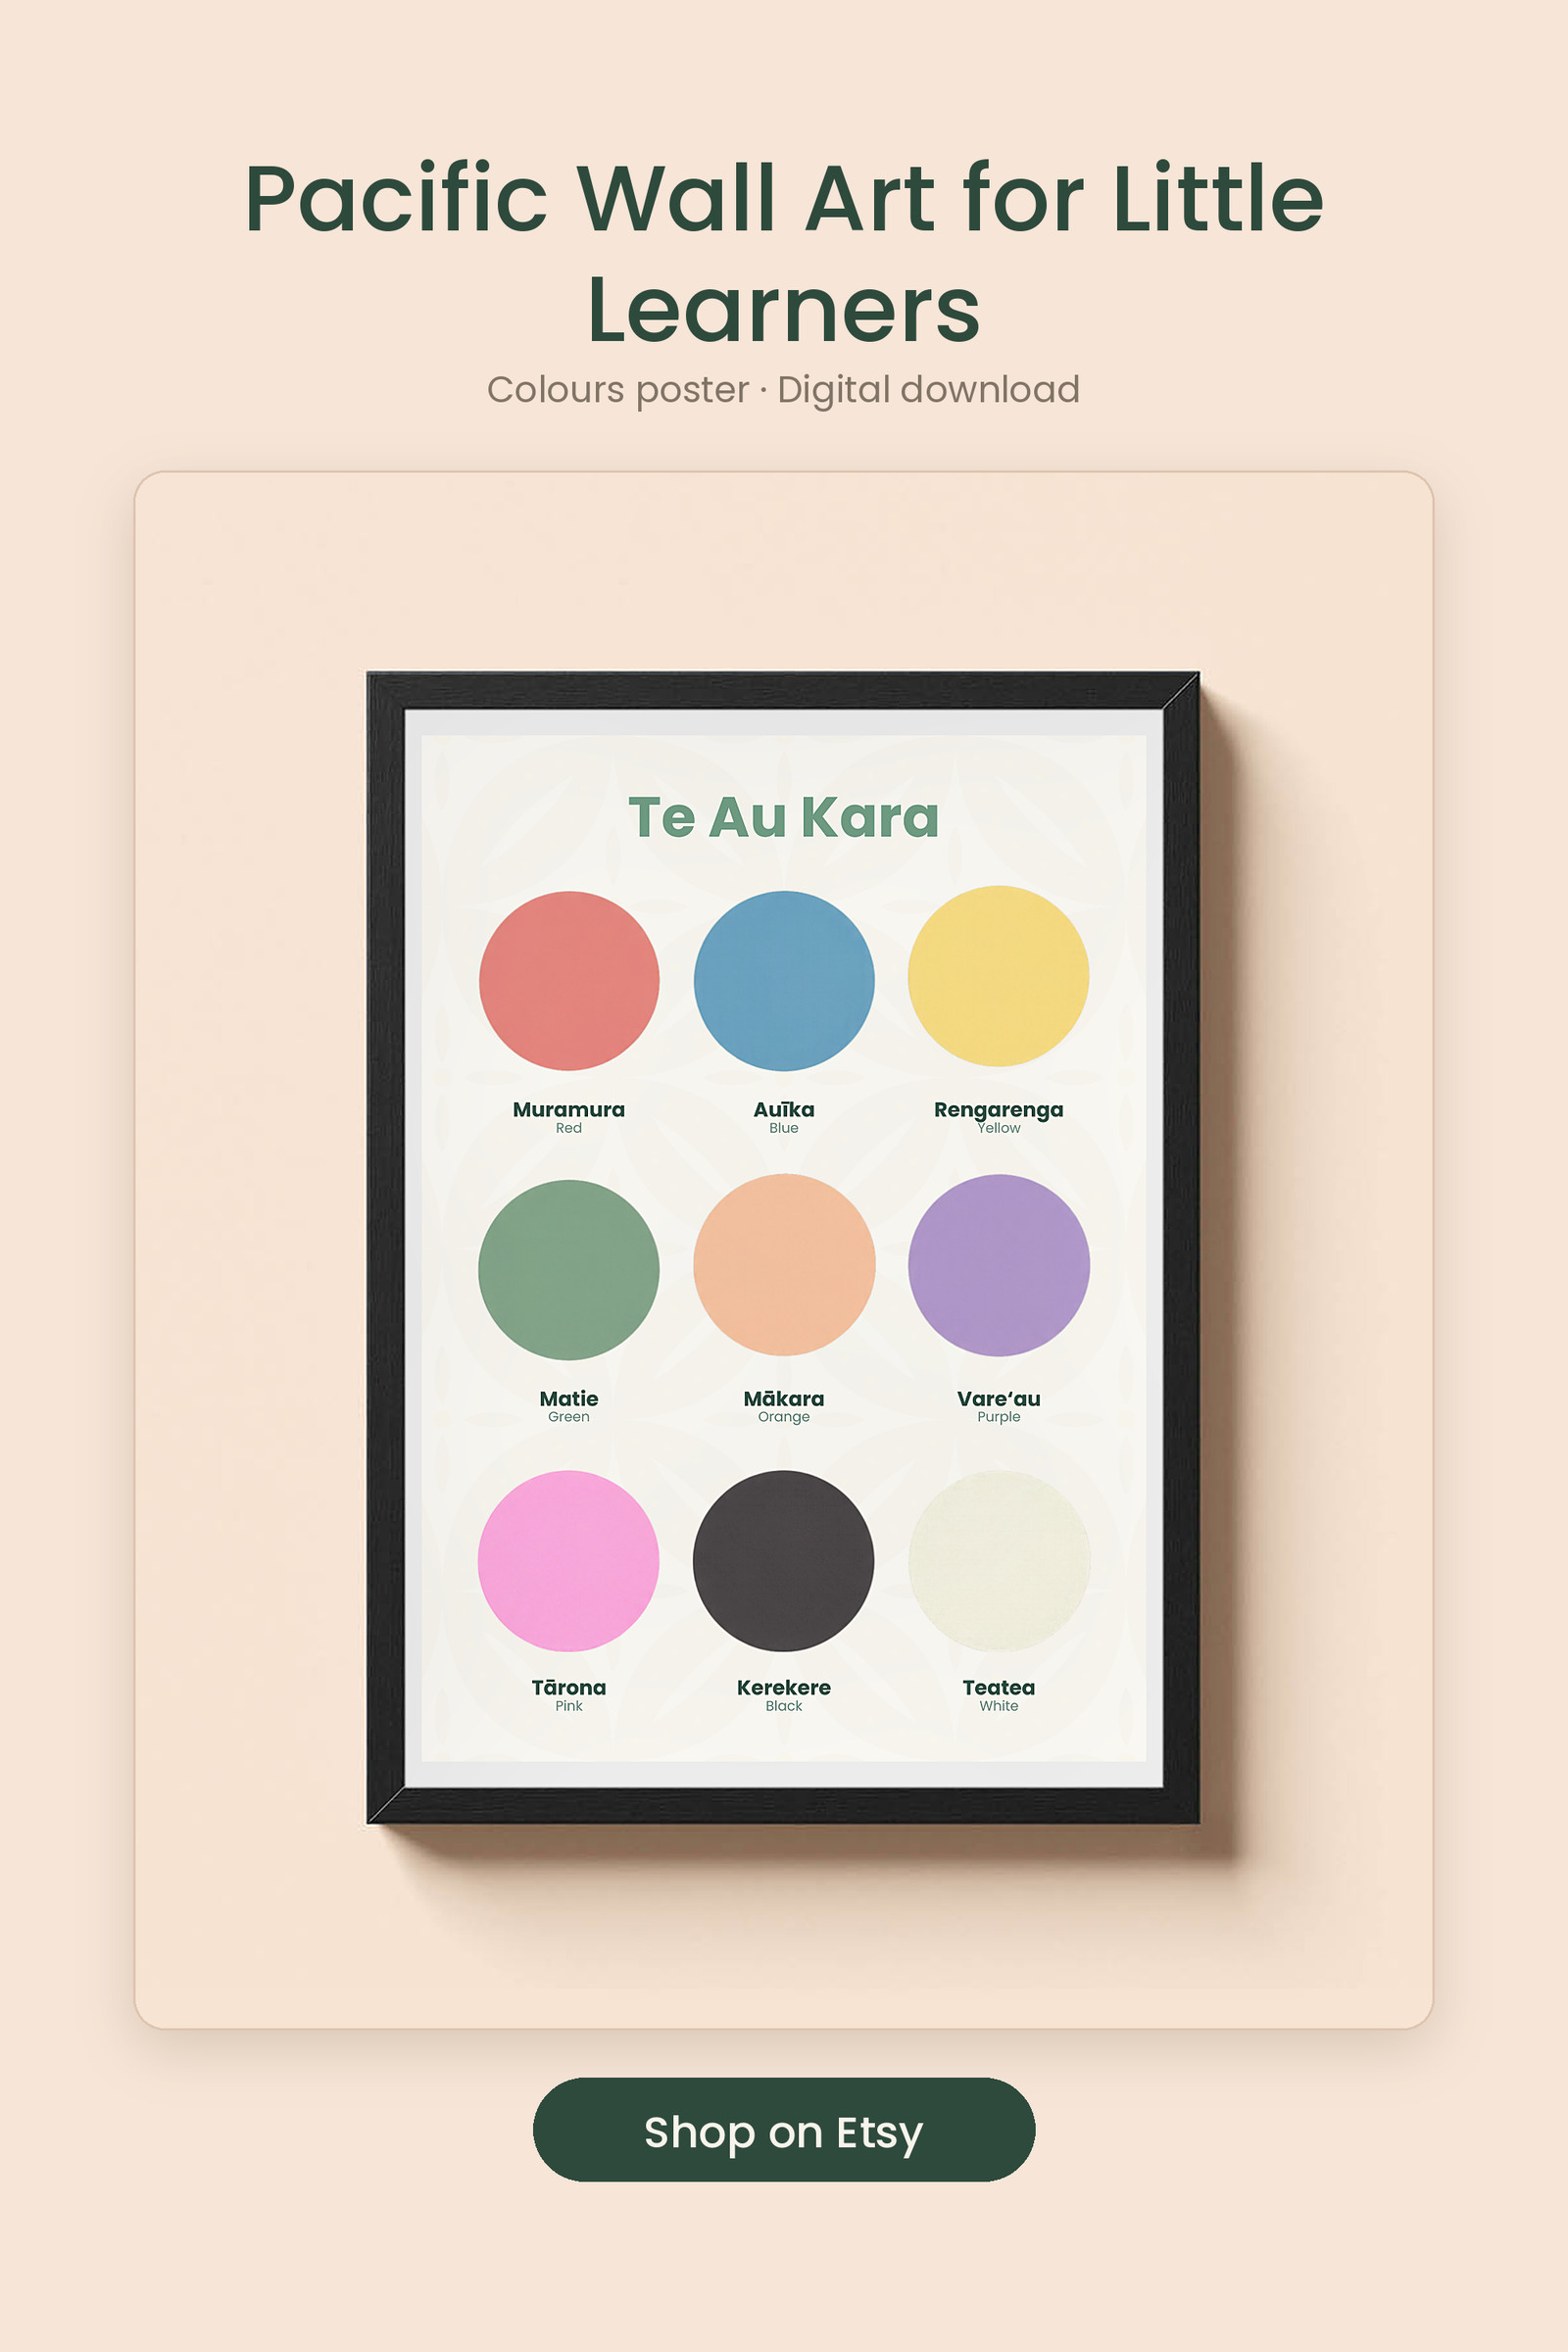 Pacific Wall Art for Little
Learners
Colours poster · Digital download
Te Au Kara
Muramura
Red
Auīka
Blue
Rengarenga
Yellow
Matie
Green
Mākara
Orange
Vare‘au
Purple
Tārona
Pink
Kerekere
Black
Teatea
White
Shop on Etsy